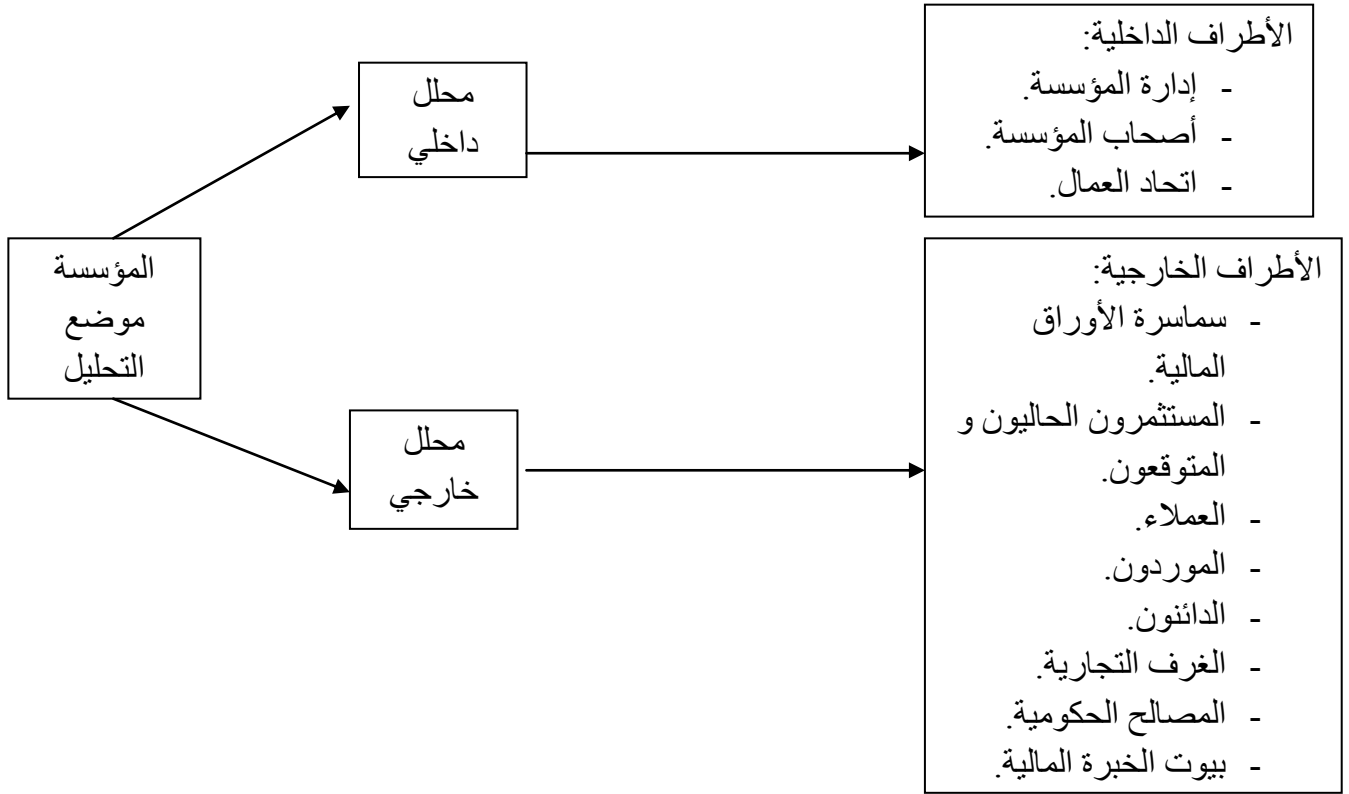 المؤسسة
موضع
التحليل
محلل
داخلي
الأطراف الداخلية:
- إدارة المؤسسة.
- أصحاب المؤسسة.
- اتحاد العمال.
محلل
خارجي
الأطراف الخارجية:
- سماسرة الأوراق
المالية.
- المستثمرون الحاليون و
المتوقعون.
- العملاء.
- الموردون.
- الدائنون.
- الغرف التجارية.
- المصالح الحكومية.
- بيوت الخبرة المالية.